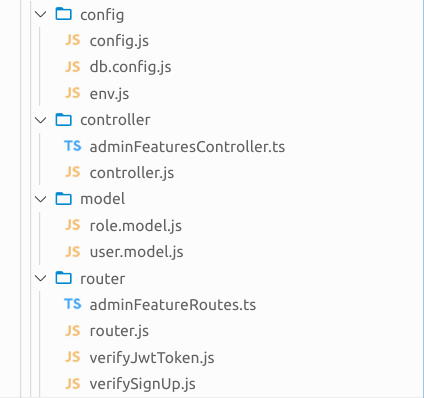 config
JS config.js
JS db.config.js
JS env.js
controller
TS adminFeaturesController.ts
JS controller.js
model
JS role.model.js
JS user.model.js
router
TS adminFeatureRoutes.ts
JS router.js
JS verifyJwtToken.js
JS verifySignUp.js